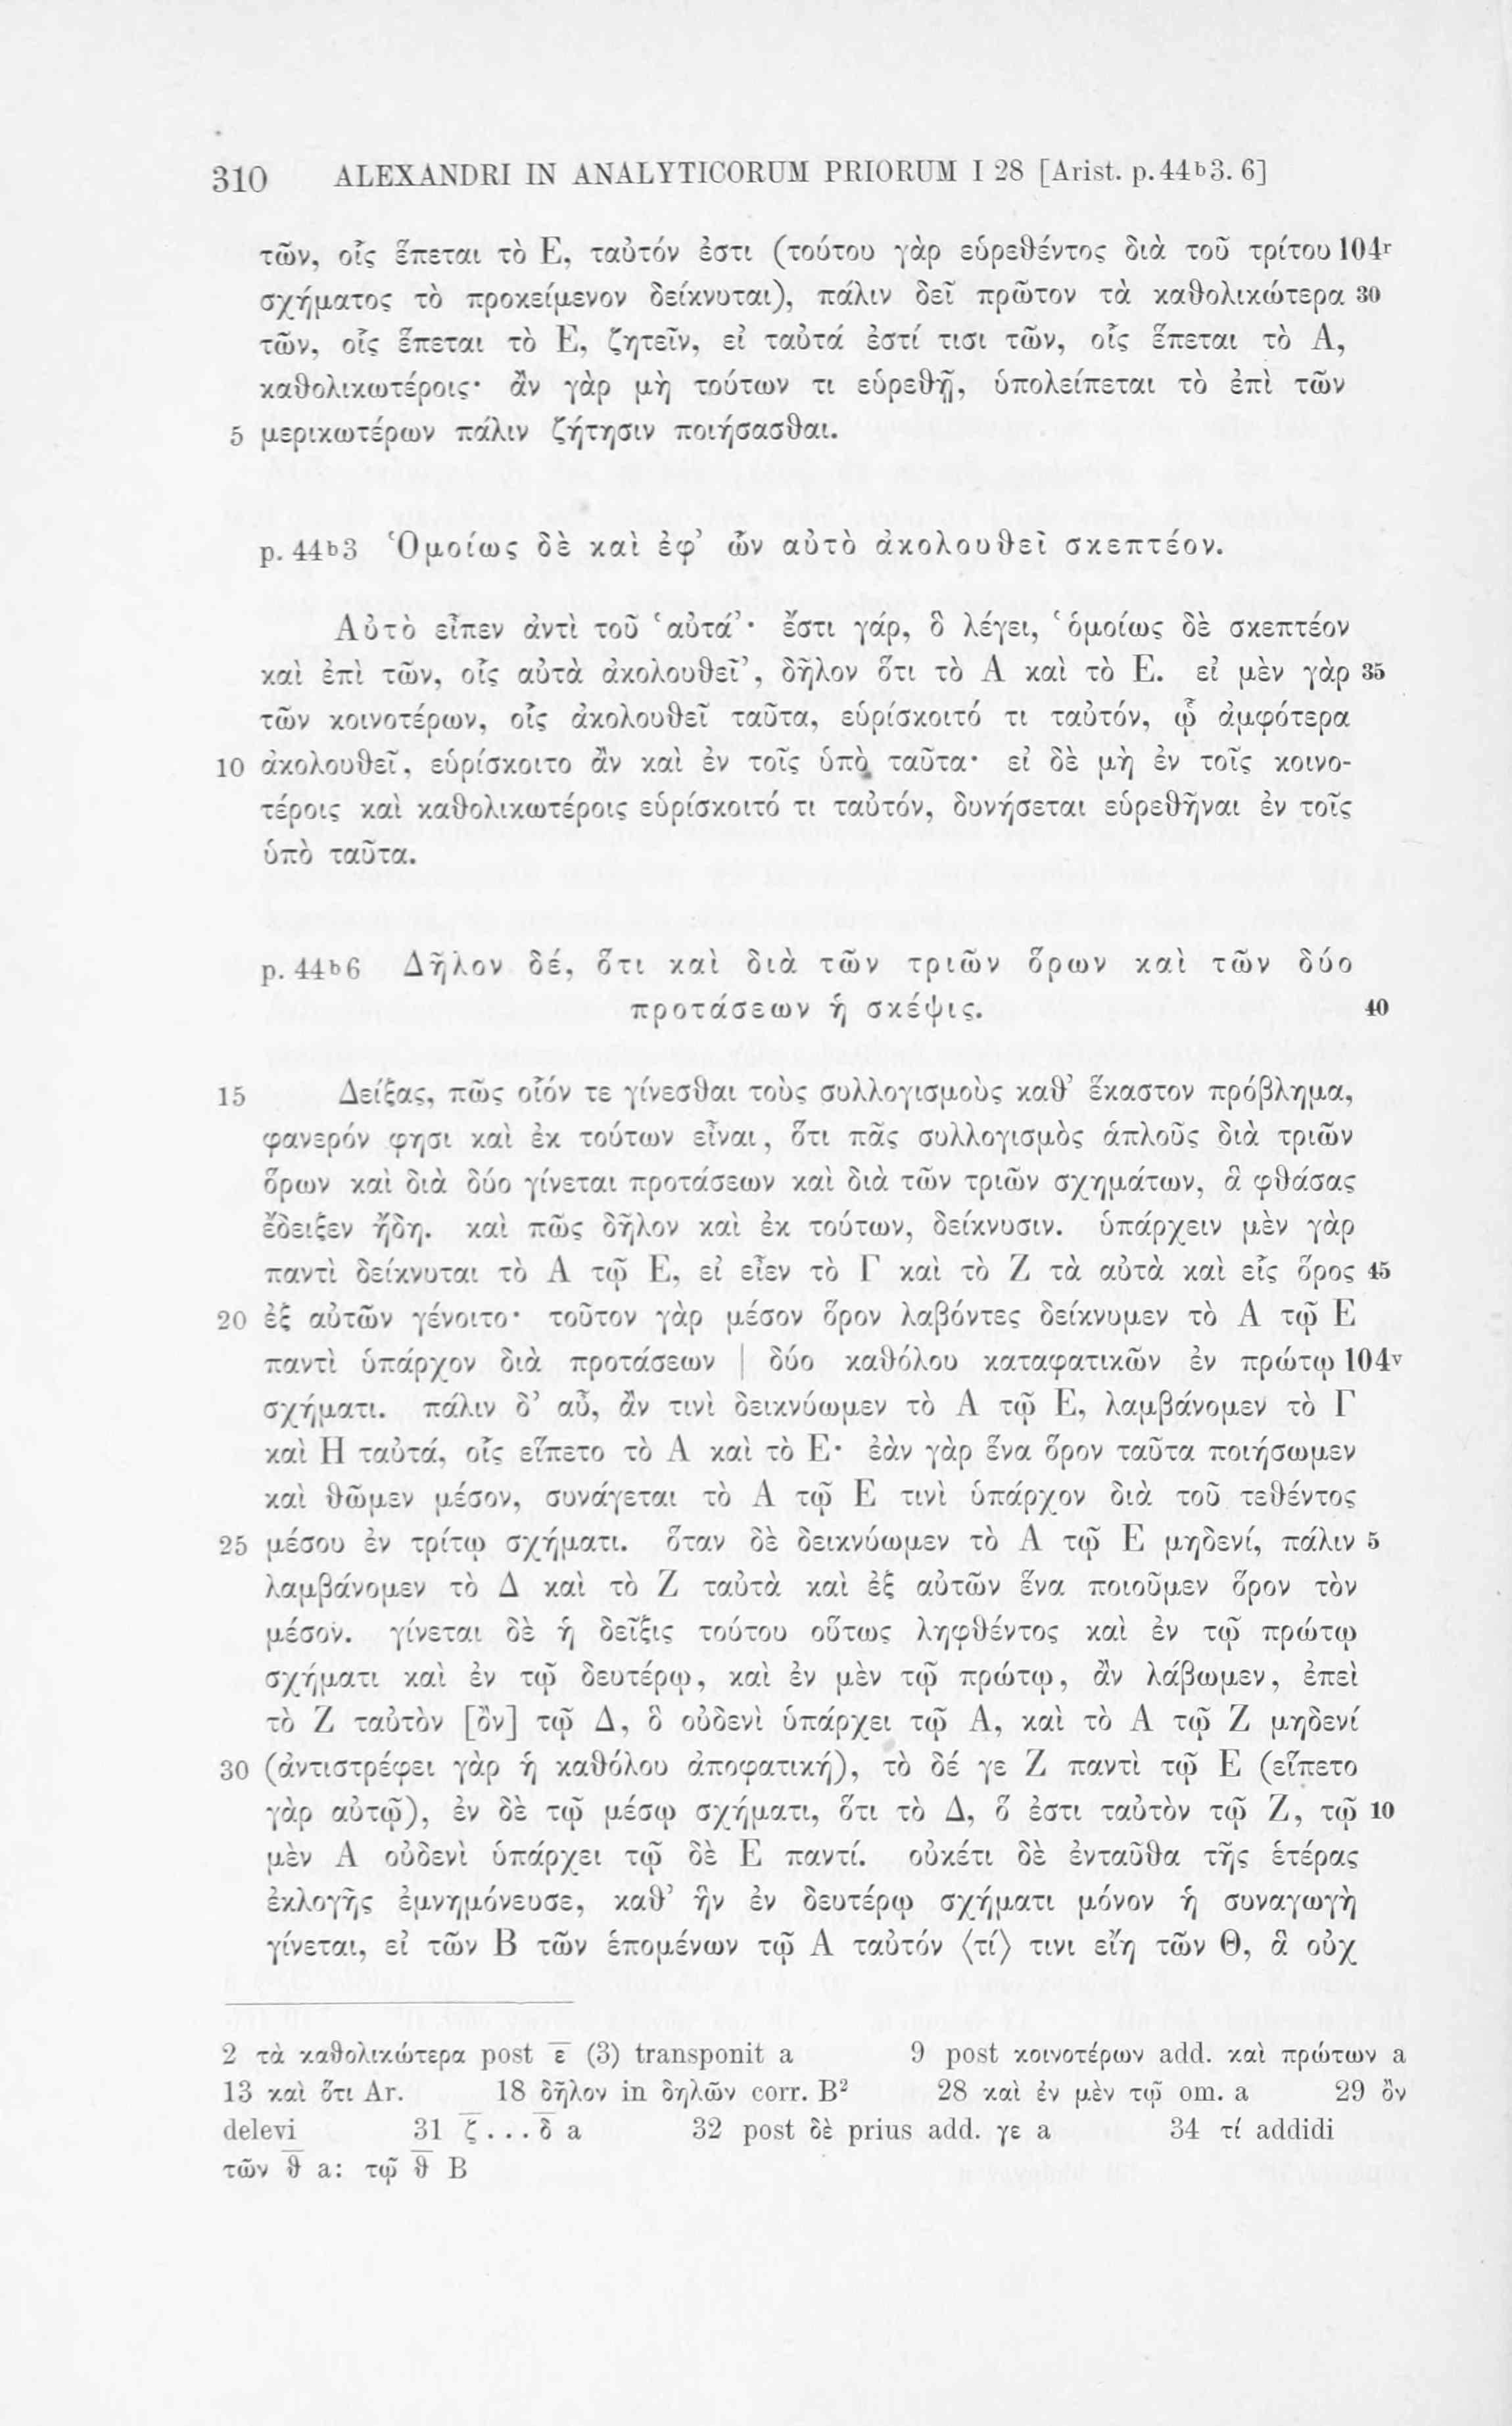 310 ALEXANDRI IN ANALYTICORUM PRIORUM I 28 [Arist. p. 44b3. 6]
τῶν, οἷς ἕπεται τὸ Ε, ταὐτόν ἐστι (τούτου γὰρ εὑρεθέντος διὰ τοῦ τρίτου 104r
σχήματος τὸ προκείμενον δείκνυται), πάλιν δεῖ πρῶτον τὰ καθολικώτερα 30
τῶν, οἷς ἕπεται τὸ Ε, ζητεῖν, εἰ ταὐτά ἐστί τισι τῶν, οἷς ἕπεται τὸ Α,
καθολικωτέροις· ἂν γὰρ μὴ τούτων τι εὑρεθῇ, ὑπολείπεται τὸ ἐπὶ τῶν
5 μερικωτέρων πάλιν ζήτησιν ποιήσασθαι.
p. 44b3 Ὁμοίως δὲ καὶ ἐφ’ ὧν αὐτὸ ἀκολουθεῖ σκεπτέον.
Αὐτὸ εἶπεν ἀντὶ τοῦ ‘αὐτά’· ἔστι γάρ, ὃ λέγει, ‘ὁμοίως δὲ σκεπτέον
καὶ ἐπὶ τῶν, οἷς αὐτὰ ἀκολουθεῖ’, δῆλον ὅτι τὸ Α καὶ τὸ Ε. εἰ μὲν γὰρ 35
τῶν κοινοτέρων, οἷς ἀκολουθεῖ ταῦτα, εὑρίσκοιτό τι ταὐτόν, ᾧ ἀμφότερα
10 ἀκολουθεῖ, εὑρίσκοιτο ἂν καὶ ἐν τοῖς ὑπὸ ταῦτα· εἰ δὲ μὴ ἐν τοῖς κοινο-
τέροις καὶ καθολικωτέροις εὑρίσκοιτό τι ταὐτόν, δυνήσεται εὑρεθῆναι ἐν τοῖς
ὑπὸ ταῦτα.
p. 44b6 Δῆλον δέ, ὅτι καὶ διὰ τῶν τριῶν ὅρων καὶ τῶν δύο
προτάσεων ἡ σκέψις. 40
15 Δείξας, πῶς οἷόν τε γίνεσθαι τοὺς συλλογισμοὺς καθ’ ἕκαστον πρόβλημα,
φανερόν φησι καὶ ἐκ τούτων εἶναι, ὅτι πᾶς συλλογισμὸς ἁπλοῦς διὰ τριῶν
ὅρων καὶ διὰ δύο γίνεται προτάσεων καὶ διὰ τῶν τριῶν σχημάτων, ἃ φθάσας
ἔδειξεν ἤδη. καὶ πῶς δῆλον καὶ ἐκ τούτων, δείκνυσιν. ὑπάρχειν μὲν γὰρ
παντὶ δείκνυται τὸ Α τῷ Ε, εἰ εἶεν τὸ Γ καὶ τὸ Ζ τὰ αὐτὰ καὶ εἷς ὅρος 45
20 ἐξ αὐτῶν γένοιτο· τοῦτον γὰρ μέσον ὅρον λαβόντες δείκνυμεν τὸ Α τῷ Ε
παντὶ ὑπάρχον διὰ προτάσεων | δύο καθόλου καταφατικῶν ἐν πρώτῳ 104v
σχήματι. πάλιν δ’ αὖ, ἂν τινὶ δεικνύωμεν τὸ Α τῷ Ε, λαμβάνομεν τὸ Γ
καὶ Η ταὐτά, οἷς εἵπετο τὸ Α καὶ τὸ Ε· ἐὰν γὰρ ἕνα ὅρον ταῦτα ποιήσωμεν
καὶ θῶμεν μέσον, συνάγεται τὸ Α τῷ Ε τινὶ ὑπάρχον διὰ τοῦ τεθέντος
25 μέσου ἐν τρίτῳ σχήματι. ὅταν δὲ δεικνύωμεν τὸ Α τῷ Ε μηδενί, πάλιν 5
λαμβάνομεν τὸ Δ καὶ τὸ Ζ ταὐτὰ καὶ ἐξ αὐτῶν ἕνα ποιοῦμεν ὅρον τὸν
μέσον. γίνεται δὲ ἡ δεῖξις τούτου οὕτως ληφθέντος καὶ ἐν τῷ πρώτῳ
σχήματι καὶ ἐν τῷ δευτέρῳ, καὶ ἐν μὲν τῷ πρώτῳ, ἂν λάβωμεν, ἐπεὶ
τὸ Ζ ταὐτὸν [ὂν] τῷ Δ, ὃ οὐδενὶ ὑπάρχει τῷ Α, καὶ τὸ Α τῷ Ζ μηδενί
30 (ἀντιστρέφει γὰρ ἡ καθόλου ἀποφατική), τὸ δέ γε Ζ παντὶ τῷ Ε (εἵπετο
γὰρ αὐτῷ), ἐν δὲ τῷ μέσῳ σχήματι, ὅτι τὸ Δ, ὅ ἐστι ταὐτὸν τῷ Ζ, τῷ 10
μὲν Α οὐδενὶ ὑπάρχει τῷ δὲ Ε παντί. οὐκέτι δὲ ἐνταῦθα τῆς ἑτέρας
ἐκλογῆς ἐμνημόνευσε, καθ’ ἣν ἐν δευτέρῳ σχήματι μόνον ἡ συναγωγὴ
γίνεται, εἰ τῶν Β τῶν ἑπομένων τῷ Α ταὐτόν ⟨τί⟩ τινι εἴη τῶν Θ, ἃ οὐχ
2 τὰ καθολικώτερα post ε̅ (3) transponit a 9 post κοινοτέρων add. καὶ πρώτων a
13 καὶ ὅτι Ar. 18 δῆλον in δηλῶν corr. B² 28 καὶ ἐν μὲν τῷ om. a 29 ὂν
delevi 31 ζ̅ . . . δ̅ a 32 post δὲ prius add. γε a 34 τί addidi
τῶν θ̅ a: τῷ θ̅ B